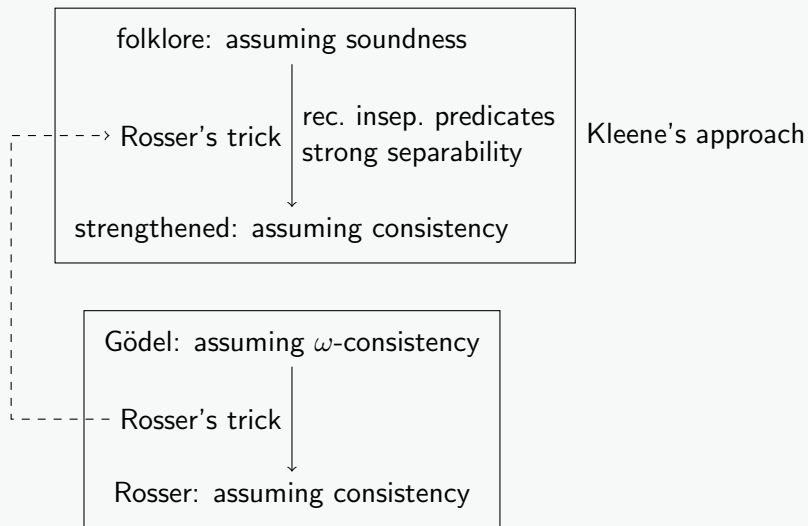 folklore: assuming soundness
Rosser's trick
rec. insep. predicates
strong separability
Kleene's approach
strengthened: assuming consistency
Gödel: assuming ω-consistency
Rosser's trick
Rosser: assuming consistency